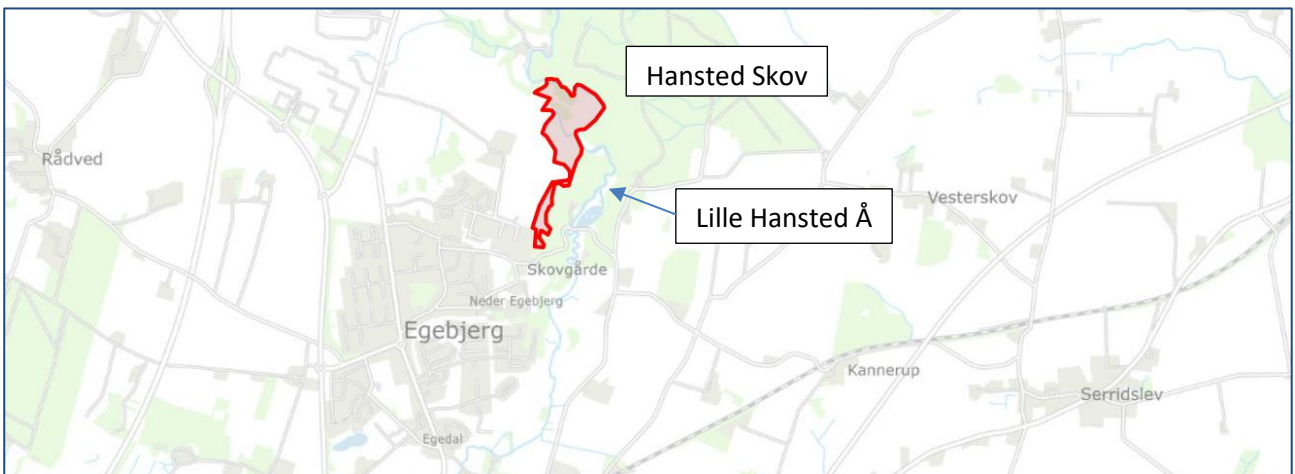 Hansted Skov
Rådved
Vesterskov
Lille Hansted Å
Skovgårde
Neder Egebjerg
Egebjerg
Kannerup
Serridslev
Egedal